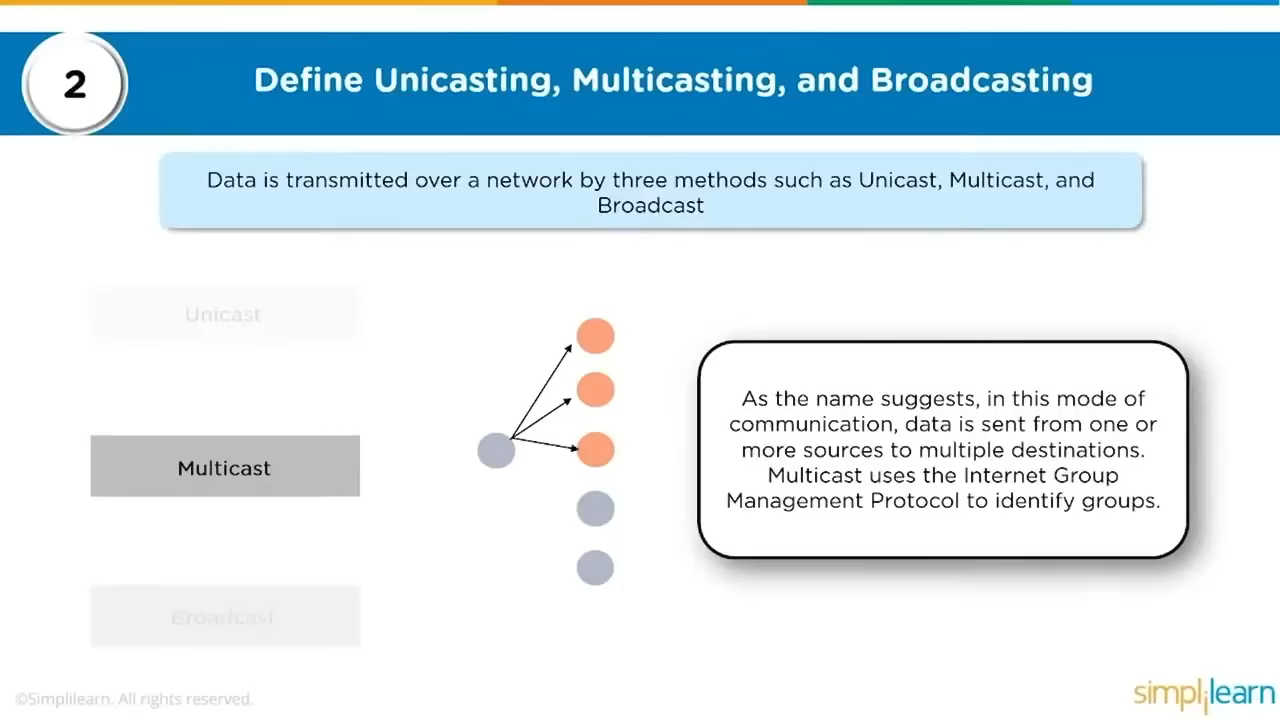 2
Define Unicasting, Multicasting, and Broadcasting
Data is transmitted over a network by three methods such as Unicast, Multicast, and
Broadcast
Unicast
Multicast
Broadcast
As the name suggests, in this mode of
communication, data is sent from one or
more sources to multiple destinations.
Multicast uses the Internet Group
Management Protocol to identify groups.
©Simplilearn. All rights reserved.
simplilearn